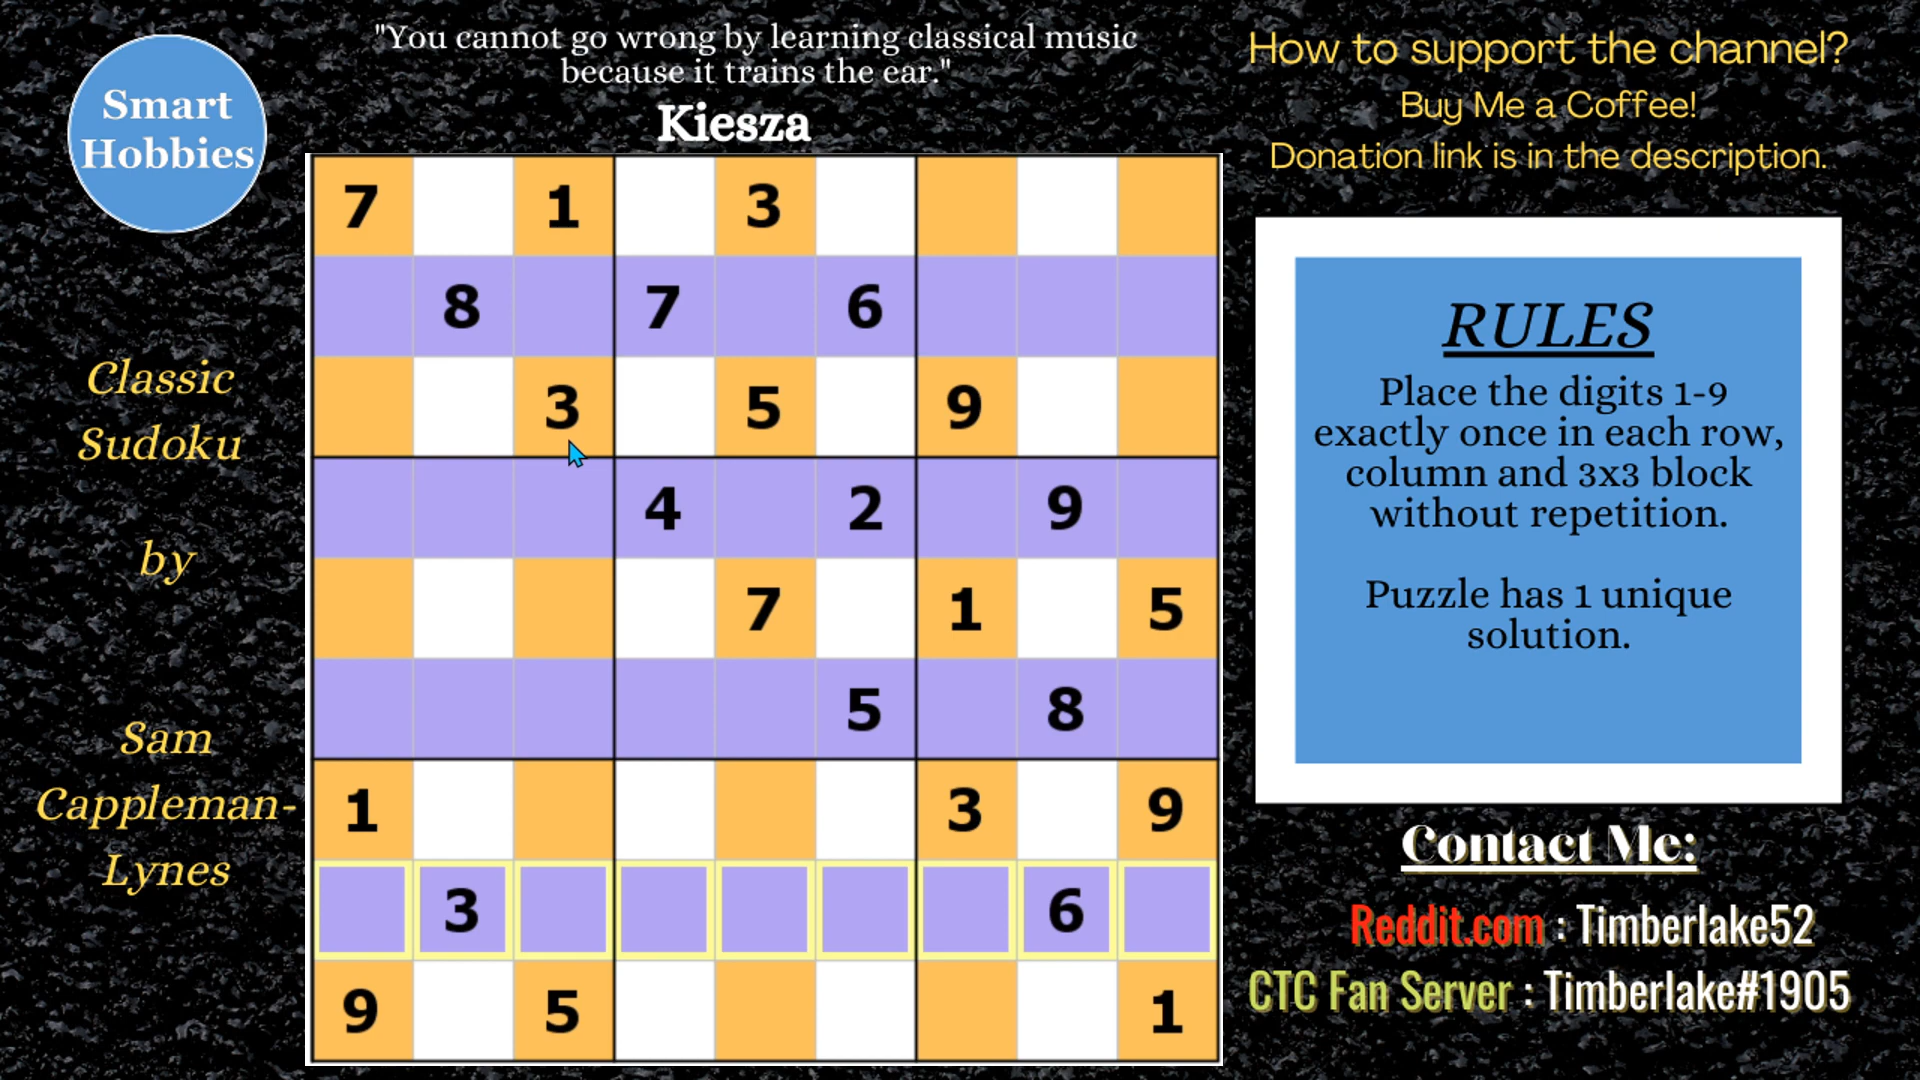 Smart
Hobbies
"You cannot go wrong by learning classical music
because it trains the ear."
Kiesza
How to support the channel?
Buy Me a Coffee!
Donation link is in the description.
Classic
Sudoku
by
Sam
Cappleman-
Lynes
7 1 3
8 7 6
3 5 9
4 2 9
7 1 5
5 8
1 3 9
3 6
9 5 1
RULES
Place the digits 1-9
exactly once in each row,
column and 3x3 block
without repetition.
Puzzle has 1 unique
solution.
Contact Me:
Reddit.com : Timberlake52
CTC Fan Server : Timberlake#1905